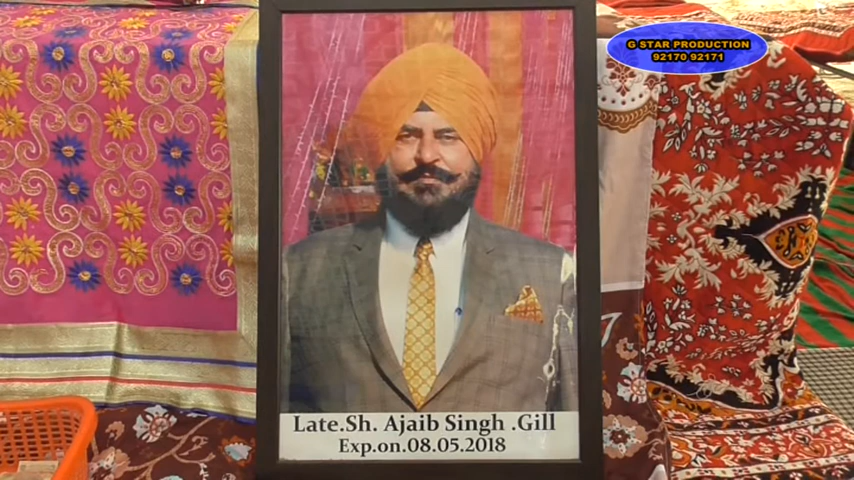 G STAR PRODUCTION
92170 92171
Late.Sh. Ajaib Singh .Gill
Exp.on.08.05.2018